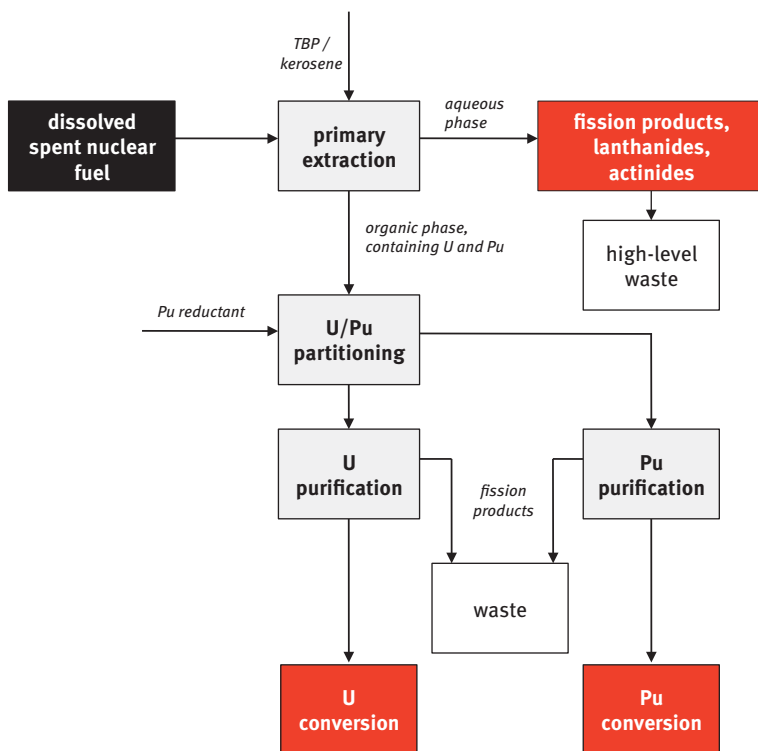 TBP /
kerosene
dissolved
spent nuclear
fuel
primary
extraction
aqueous
phase
fission products,
lanthanides,
actinides
organic phase,
containing U and Pu
high-level
waste
Pu reductant
U/Pu
partitioning
U
purification
fission
products
Pu
purification
waste
U
conversion
Pu
conversion